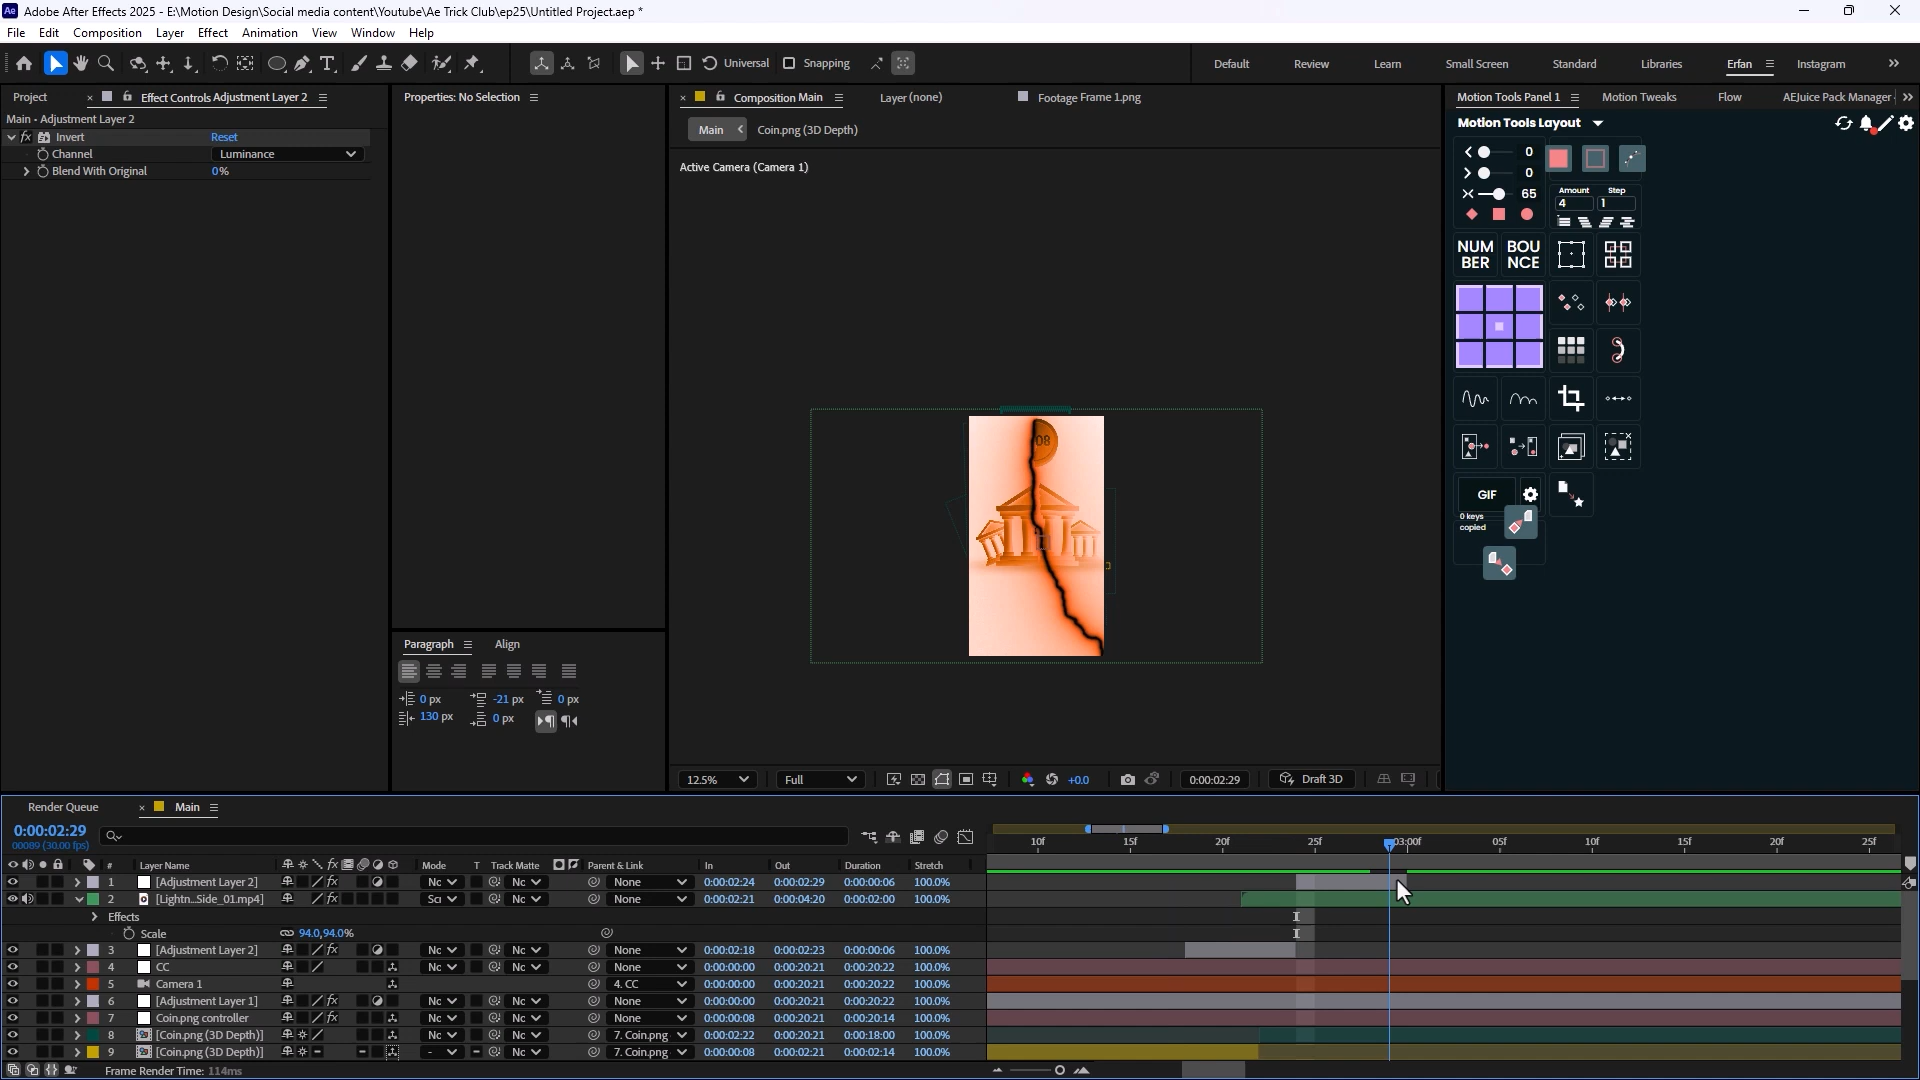 Adobe After Effects 2025 - E:\Motion Design\Social media content\Youtube\Ae Trick Club\ep25\Untitled Project.aep *
File Edit Composition Layer Effect Animation View Window Help
Universal Snapping Default Review Learn Small Screen Standard Libraries Erfan Instagram
Project Effect Controls Adjustment Layer 2
Main - Adjustment Layer 2
Invert Reset
Channel Luminance
Blend With Original 0%
Properties: No Selection
Paragraph Align
0 px -21 px 0 px
130 px 0 px
Composition Main Layer (none) Footage Frame 1.png
Main Coin.png (3D Depth)
Active Camera (Camera 1)
08
12.5% Full +0.0 0:00:02:29 Draft 3D
Motion Tools Panel 1 Motion Tweaks Flow AEJuice Pack Manager
Motion Tools Layout
0
0
65
Amount Step
4 1
NUMBER
BOUNCE
GIF
0 keys copied
Render Queue Main
0:00:02:29
00089 (30.00 fps)
# Layer Name Mode T Track Matte Parent & Link In Out Duration Stretch
10f 15f 20f 25f 03:00f 05f 10f 15f 20f 25f
1 [Adjustment Layer 2] None 0:00:02:24 0:00:02:29 0:00:00:06 100.0%
2 [Lightn...Side_01.mp4] None 0:00:02:21 0:00:04:20 0:00:02:00 100.0%
Effects
Scale 94.0,94.0%
3 [Adjustment Layer 2] None 0:00:02:18 0:00:02:23 0:00:00:06 100.0%
4 CC None 0:00:00:00 0:00:20:21 0:00:20:22 100.0%
5 Camera 1 4. CC 0:00:00:00 0:00:20:21 0:00:20:22 100.0%
6 [Adjustment Layer 1] None 0:00:00:00 0:00:20:21 0:00:20:22 100.0%
7 Coin.png controller None 0:00:00:08 0:00:20:21 0:00:20:14 100.0%
8 [Coin.png (3D Depth)] 7. Coin.png 0:00:02:22 0:00:20:21 0:00:18:00 100.0%
9 [Coin.png (3D Depth)] 7. Coin.png 0:00:00:08 0:00:02:21 0:00:02:14 100.0%
Frame Render Time: 114ms